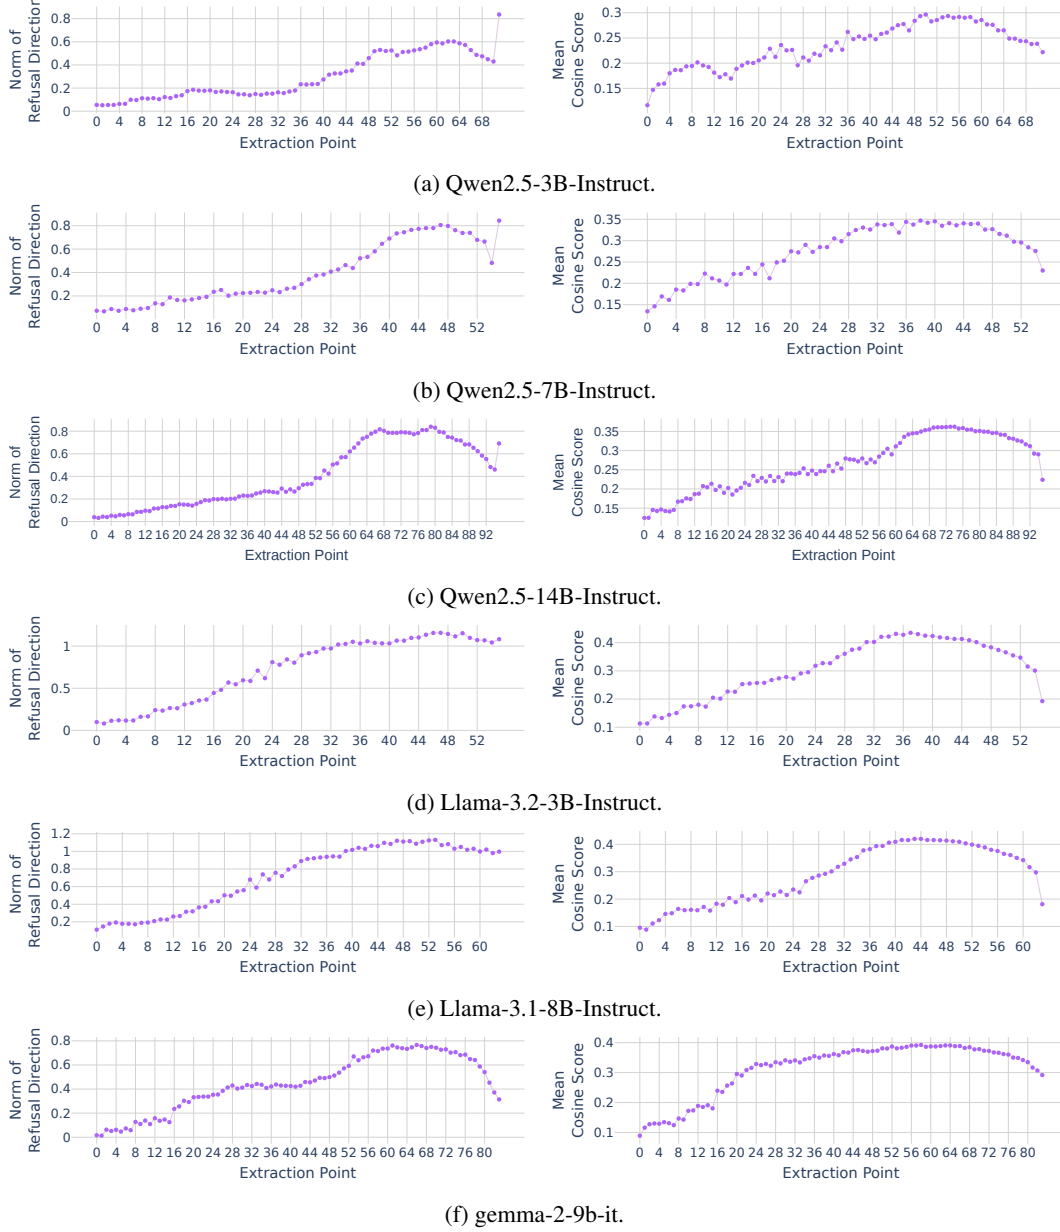 Norm of
Refusal Direction
0.8
0.6
0.4
0.2
0
0 4 8 12 16 20 24 28 32 36 40 44 48 52 56 60 64 68
Extraction Point
Mean
Cosine Score
0.3
0.25
0.2
0.15
0 4 8 12 16 20 24 28 32 36 40 44 48 52 56 60 64 68
Extraction Point
(a) Qwen2.5-3B-Instruct.
Norm of
Refusal Direction
0.8
0.6
0.4
0.2
0 4 8 12 16 20 24 28 32 36 40 44 48 52
Extraction Point
Mean
Cosine Score
0.35
0.3
0.25
0.2
0.15
0 4 8 12 16 20 24 28 32 36 40 44 48 52
Extraction Point
(b) Qwen2.5-7B-Instruct.
Norm of
Refusal Direction
0.8
0.6
0.4
0.2
0
0 4 8 12 16 20 24 28 32 36 40 44 48 52 56 60 64 68 72 76 80 84 88 92
Extraction Point
Mean
Cosine Score
0.35
0.3
0.25
0.2
0.15
0 4 8 12 16 20 24 28 32 36 40 44 48 52 56 60 64 68 72 76 80 84 88 92
Extraction Point
(c) Qwen2.5-14B-Instruct.
Norm of
Refusal Direction
1
0.5
0
0 4 8 12 16 20 24 28 32 36 40 44 48 52
Extraction Point
Mean
Cosine Score
0.4
0.3
0.2
0.1
0 4 8 12 16 20 24 28 32 36 40 44 48 52
Extraction Point
(d) Llama-3.2-3B-Instruct.
Norm of
Refusal Direction
1.2
1
0.8
0.6
0.4
0.2
0 4 8 12 16 20 24 28 32 36 40 44 48 52 56 60
Extraction Point
Mean
Cosine Score
0.4
0.3
0.2
0.1
0 4 8 12 16 20 24 28 32 36 40 44 48 52 56 60
Extraction Point
(e) Llama-3.1-8B-Instruct.
Norm of
Refusal Direction
0.8
0.6
0.4
0.2
0
0 4 8 12 16 20 24 28 32 36 40 44 48 52 56 60 64 68 72 76 80
Extraction Point
Mean
Cosine Score
0.4
0.3
0.2
0.1
0 4 8 12 16 20 24 28 32 36 40 44 48 52 56 60 64 68 72 76 80
Extraction Point
(f) gemma-2-9b-it.